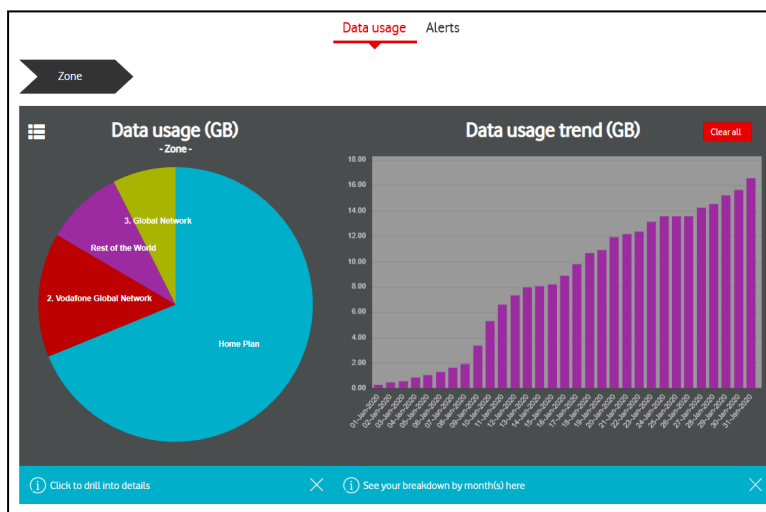 Data usage Alerts
Zone
Data usage (GB)
- Zone -
3. Global Network
Rest of the World
2. Vodafone Global Network
Home Plan
Data usage trend (GB)
Clear all
18.00
16.00
14.00
12.00
10.00
8.00
6.00
4.00
2.00
0.00
01-Jan-2020
02-Jan-2020
03-Jan-2020
04-Jan-2020
05-Jan-2020
06-Jan-2020
07-Jan-2020
08-Jan-2020
09-Jan-2020
10-Jan-2020
11-Jan-2020
12-Jan-2020
13-Jan-2020
14-Jan-2020
15-Jan-2020
16-Jan-2020
17-Jan-2020
18-Jan-2020
19-Jan-2020
20-Jan-2020
21-Jan-2020
22-Jan-2020
23-Jan-2020
24-Jan-2020
25-Jan-2020
26-Jan-2020
27-Jan-2020
28-Jan-2020
29-Jan-2020
30-Jan-2020
31-Jan-2020
Click to drill into details
See your breakdown by month(s) here